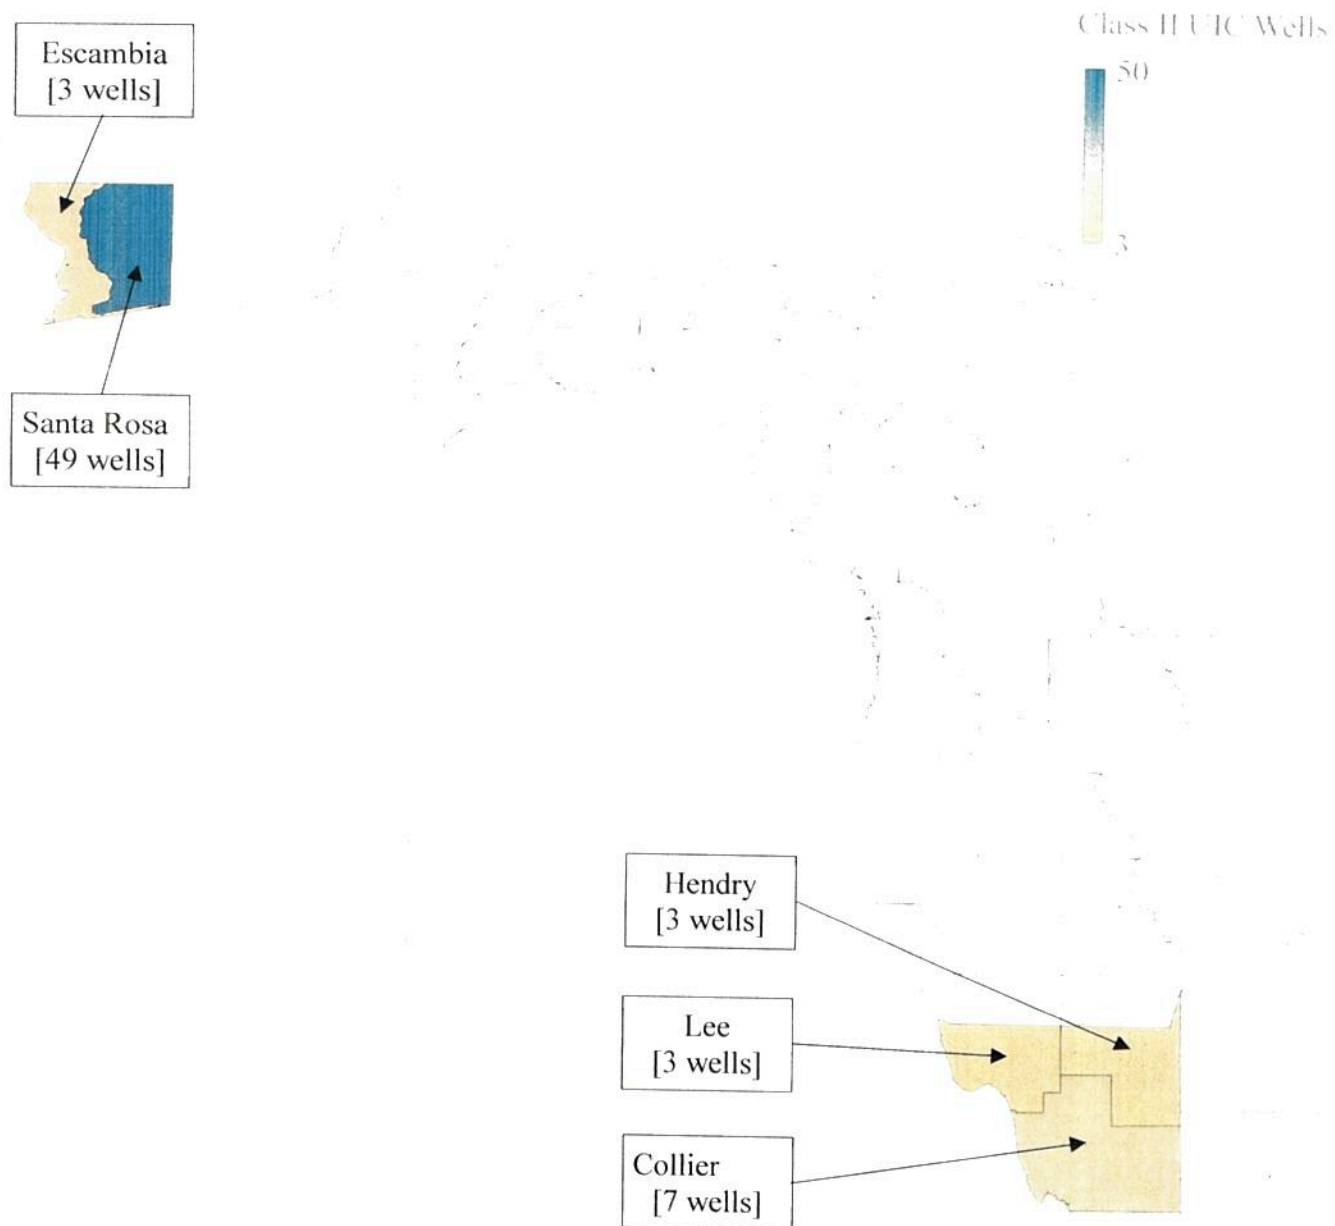 Class II UIC Wells
50
3
Escambia
[3 wells]
Santa Rosa
[49 wells]
Hendry
[3 wells]
Lee
[3 wells]
Collier
[7 wells]